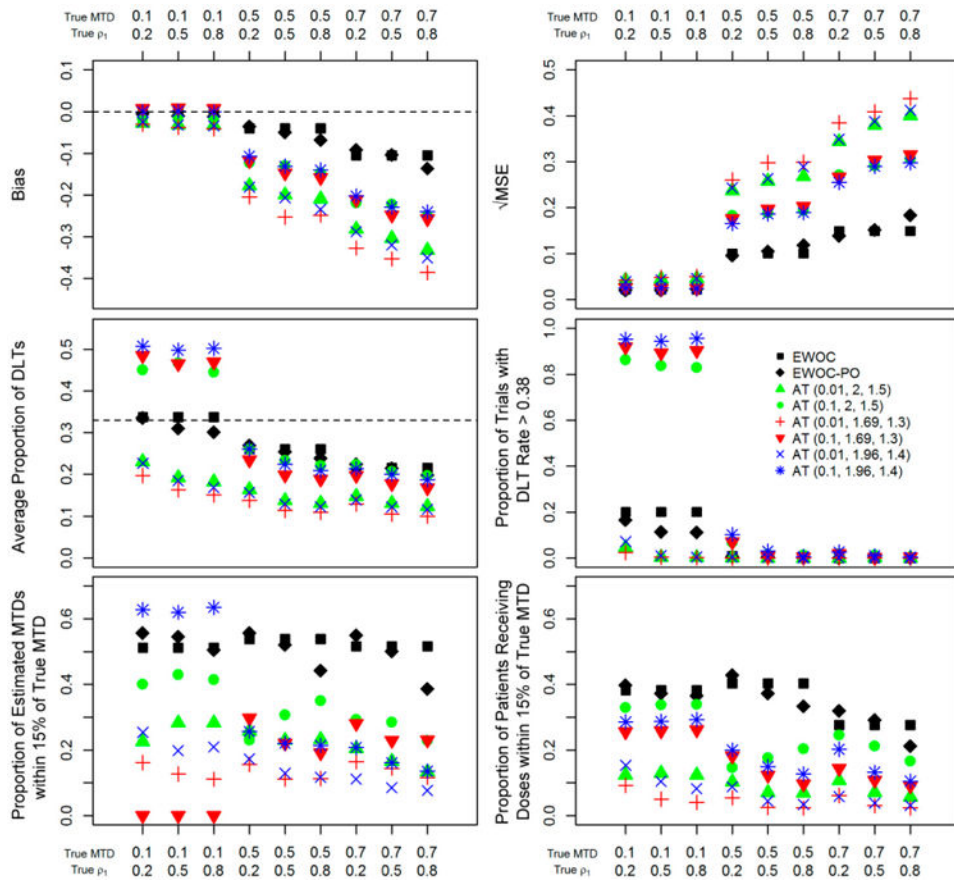 True MTD 0.1 0.1 0.1 0.5 0.5 0.5 0.7 0.7 0.7
True ρ₁ 0.2 0.5 0.8 0.2 0.5 0.8 0.2 0.5 0.8
True MTD 0.1 0.1 0.1 0.5 0.5 0.5 0.7 0.7 0.7
True ρ₁ 0.2 0.5 0.8 0.2 0.5 0.8 0.2 0.5 0.8
Bias
0.1
0.0
-0.1
-0.2
-0.3
-0.4
√MSE
0.5
0.4
0.3
0.2
0.1
0.0
Average Proportion of DLTs
0.5
0.4
0.3
0.2
0.1
0.0
Proportion of Trials with
DLT Rate > 0.38
1.0
0.8
0.6
0.4
0.2
0.0
EWOC
EWOC-PO
AT (0.01, 2, 1.5)
AT (0.1, 2, 1.5)
AT (0.01, 1.69, 1.3)
AT (0.1, 1.69, 1.3)
AT (0.01, 1.96, 1.4)
AT (0.1, 1.96, 1.4)
Proportion of Estimated MTDs
within 15% of True MTD
0.6
0.4
0.2
0.0
Proportion of Patients Receiving
Doses within 15% of True MTD
0.6
0.4
0.2
0.0
True MTD 0.1 0.1 0.1 0.5 0.5 0.5 0.7 0.7 0.7
True ρ₁ 0.2 0.5 0.8 0.2 0.5 0.8 0.2 0.5 0.8
True MTD 0.1 0.1 0.1 0.5 0.5 0.5 0.7 0.7 0.7
True ρ₁ 0.2 0.5 0.8 0.2 0.5 0.8 0.2 0.5 0.8